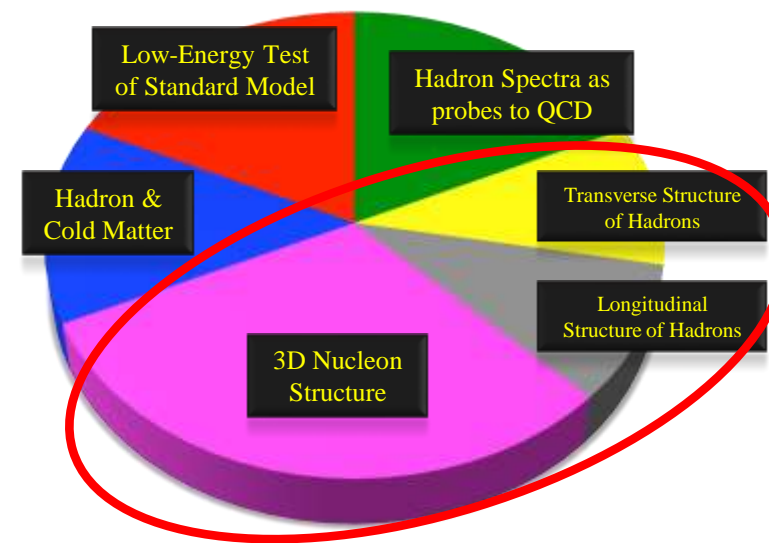 Low-Energy Test
of Standard Model
Hadron Spectra as
probes to QCD
Hadron &
Cold Matter
Transverse Structure
of Hadrons
Longitudinal
Structure of Hadrons
3D Nucleon
Structure